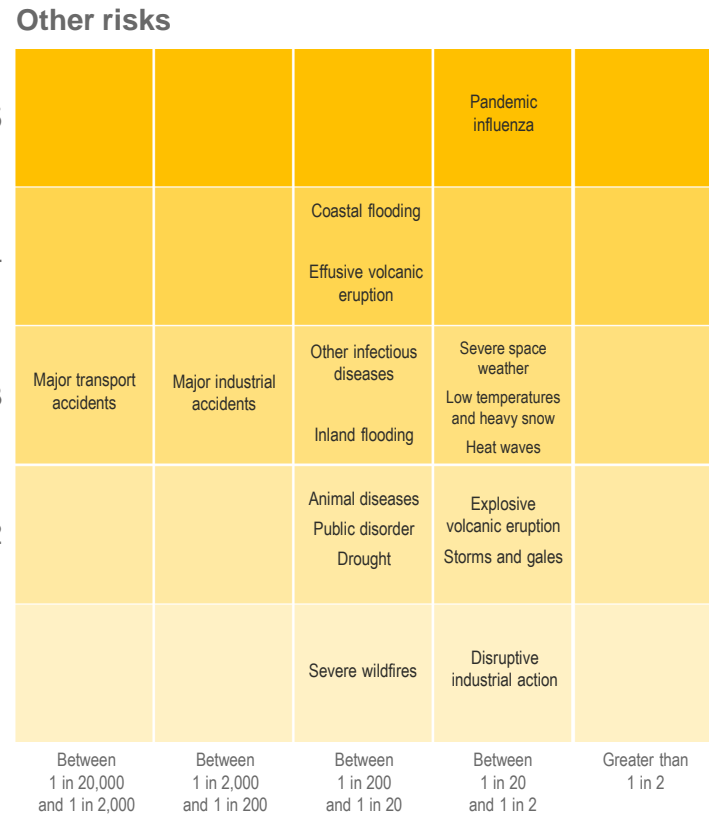 Other risks
Pandemic
influenza
Coastal flooding
Effusive volcanic
eruption
Major transport
accidents
Major industrial
accidents
Other infectious
diseases
Inland flooding
Severe space
weather
Low temperatures
and heavy snow
Heat waves
2
Animal diseases
Public disorder
Drought
Explosive
volcanic eruption
Storms and gales
Severe wildfires
Disruptive
industrial action
Between
1 in 20,000
and 1 in 2,000
Between
1 in 2,000
and 1 in 200
Between
1 in 200
and 1 in 20
Between
1 in 20
and 1 in 2
Greater than
1 in 2